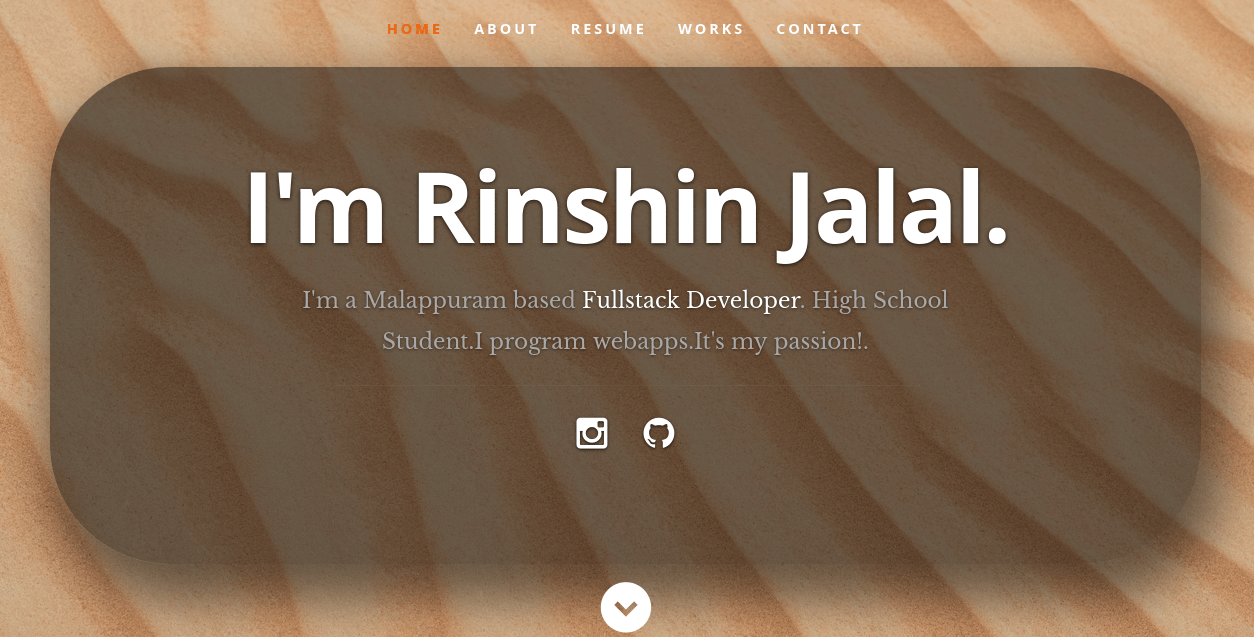 HOME ABOUT RESUME WORKS CONTACT
I'm Rinshin Jalal.
I'm a Malappuram based Fullstack Developer. High School
Student.I program webapps.It's my passion!.